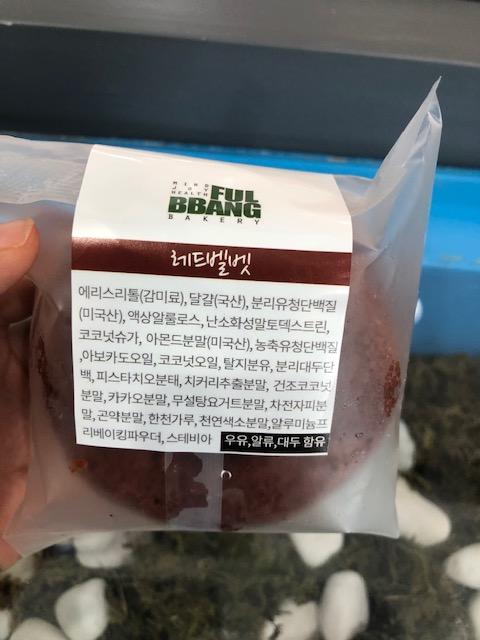 MIND
JOY
HEALTH
FUL
BBANG
BAKERY
레드벨벳
에리스리톨(감미료), 달걀(국산), 분리유청단백질
(미국산), 액상알룰로스, 난소화성말토덱스트린,
코코넛슈가, 아몬드분말(미국산), 농축유청단백질
,아보카도오일, 코코넛오일, 탈지분유, 분리대두단
백, 피스타치오분태, 치커리추출분말, 건조코코넛
분말, 카카오분말, 무설탕요거트분말, 차전자피분
말, 곤약분말, 한천가루, 천연색소분말,알루미늄프
리베이킹파우더, 스테비아 우유,알류,대두 함유